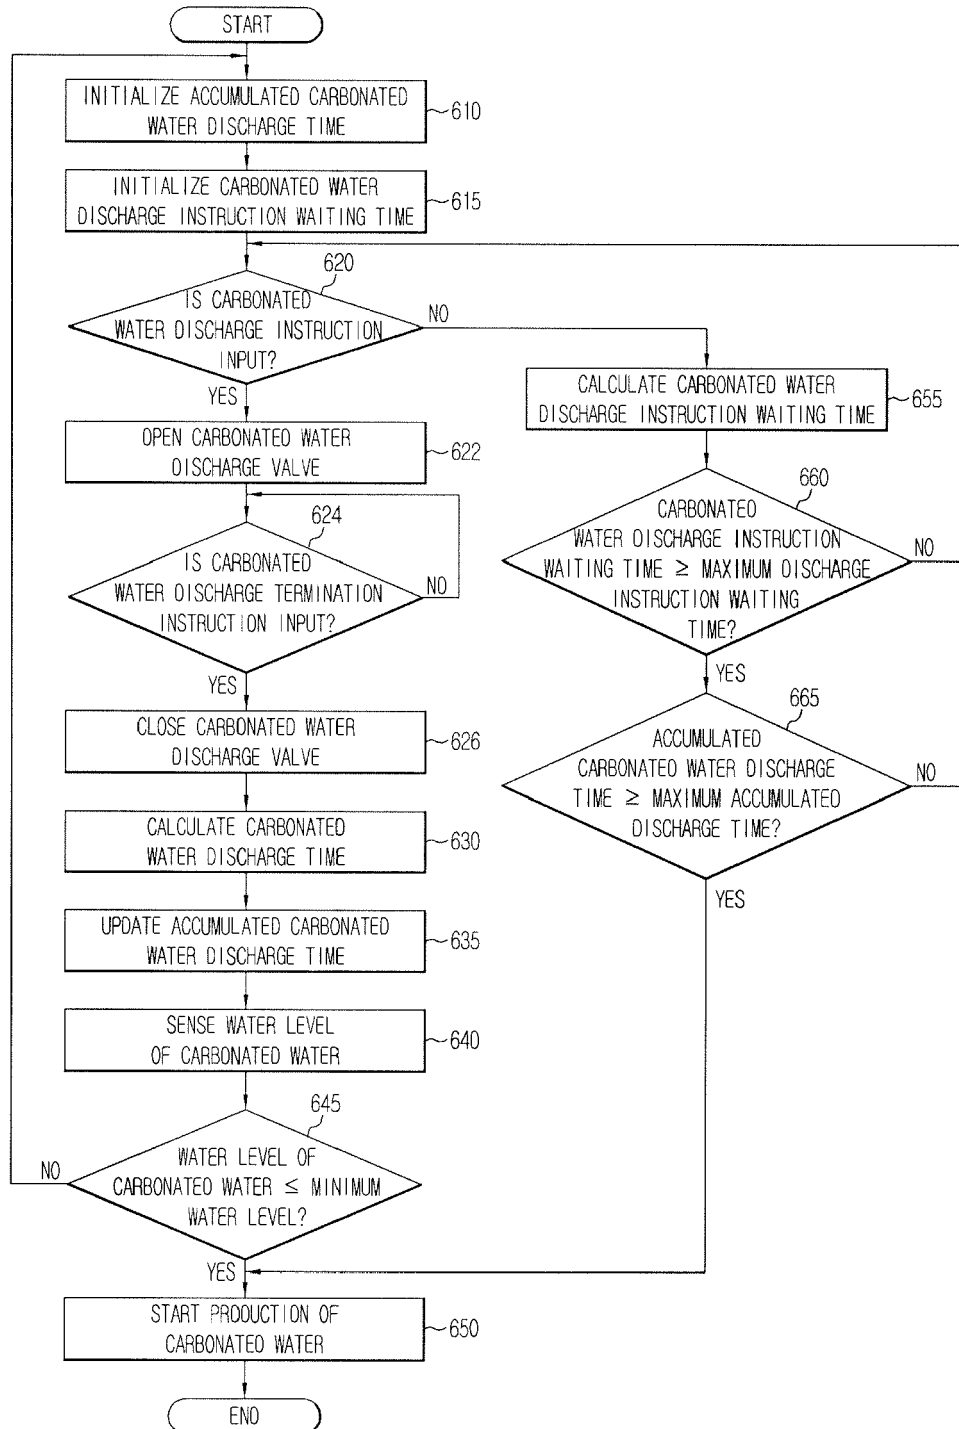 START
INITIALIZE ACCUMULATED CARBONATED
WATER DISCHARGE TIME
610
INITIALIZE CARBONATED WATER
DISCHARGE INSTRUCTION WAITING TIME
615
620
IS CARBONATED
WATER DISCHARGE INSTRUCTION
INPUT?
NO
YES
OPEN CARBONATED WATER
DISCHARGE VALVE
622
624
IS CARBONATED
WATER DISCHARGE TERMINATION
INSTRUCTION INPUT?
NO
YES
CLOSE CARBONATED WATER
DISCHARGE VALVE
626
CALCULATE CARBONATED
WATER DISCHARGE TIME
630
UPDATE ACCUMULATED CARBONATED
WATER DISCHARGE TIME
635
SENSE WATER LEVEL
OF CARBONATED WATER
640
645
WATER LEVEL OF
CARBONATED WATER ≤ MINIMUM
WATER LEVEL?
NO
YES
START PRODUCTION OF
CARBONATED WATER
650
END
CALCULATE CARBONATED WATER
DISCHARGE INSTRUCTION WAITING TIME
655
660
CARBONATED
WATER DISCHARGE INSTRUCTION
WAITING TIME ≥ MAXIMUM DISCHARGE
INSTRUCTION WAITING
TIME?
NO
YES
665
ACCUMULATED
CARBONATED WATER DISCHARGE
TIME ≥ MAXIMUM ACCUMULATED
DISCHARGE TIME?
NO
YES